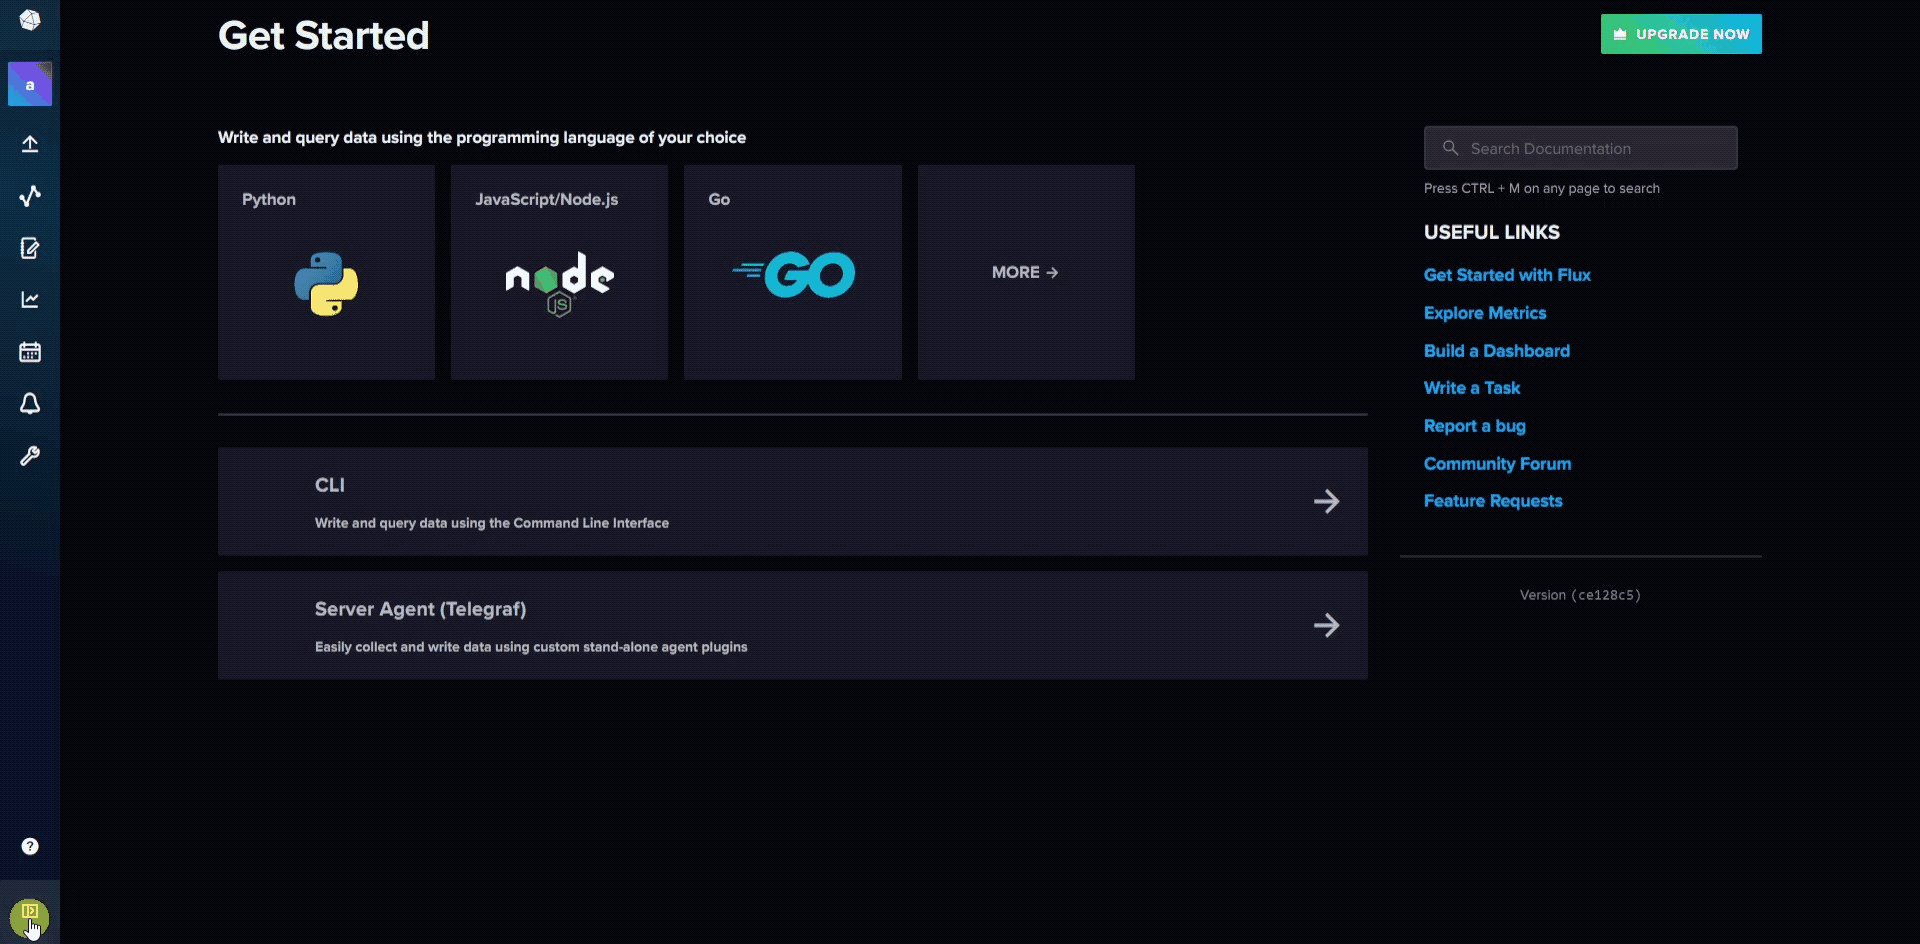 Get Started
UPGRADE NOW
a
Write and query data using the programming language of your choice
Search Documentation
Press CTRL + M on any page to search
Python
JavaScript/Node.js
node
JS
Go
GO
MORE →
USEFUL LINKS
Get Started with Flux
Explore Metrics
Build a Dashboard
Write a Task
Report a bug
Community Forum
Feature Requests
CLI
Write and query data using the Command Line Interface
Server Agent (Telegraf)
Easily collect and write data using custom stand-alone agent plugins
Version (ce128c5)
?